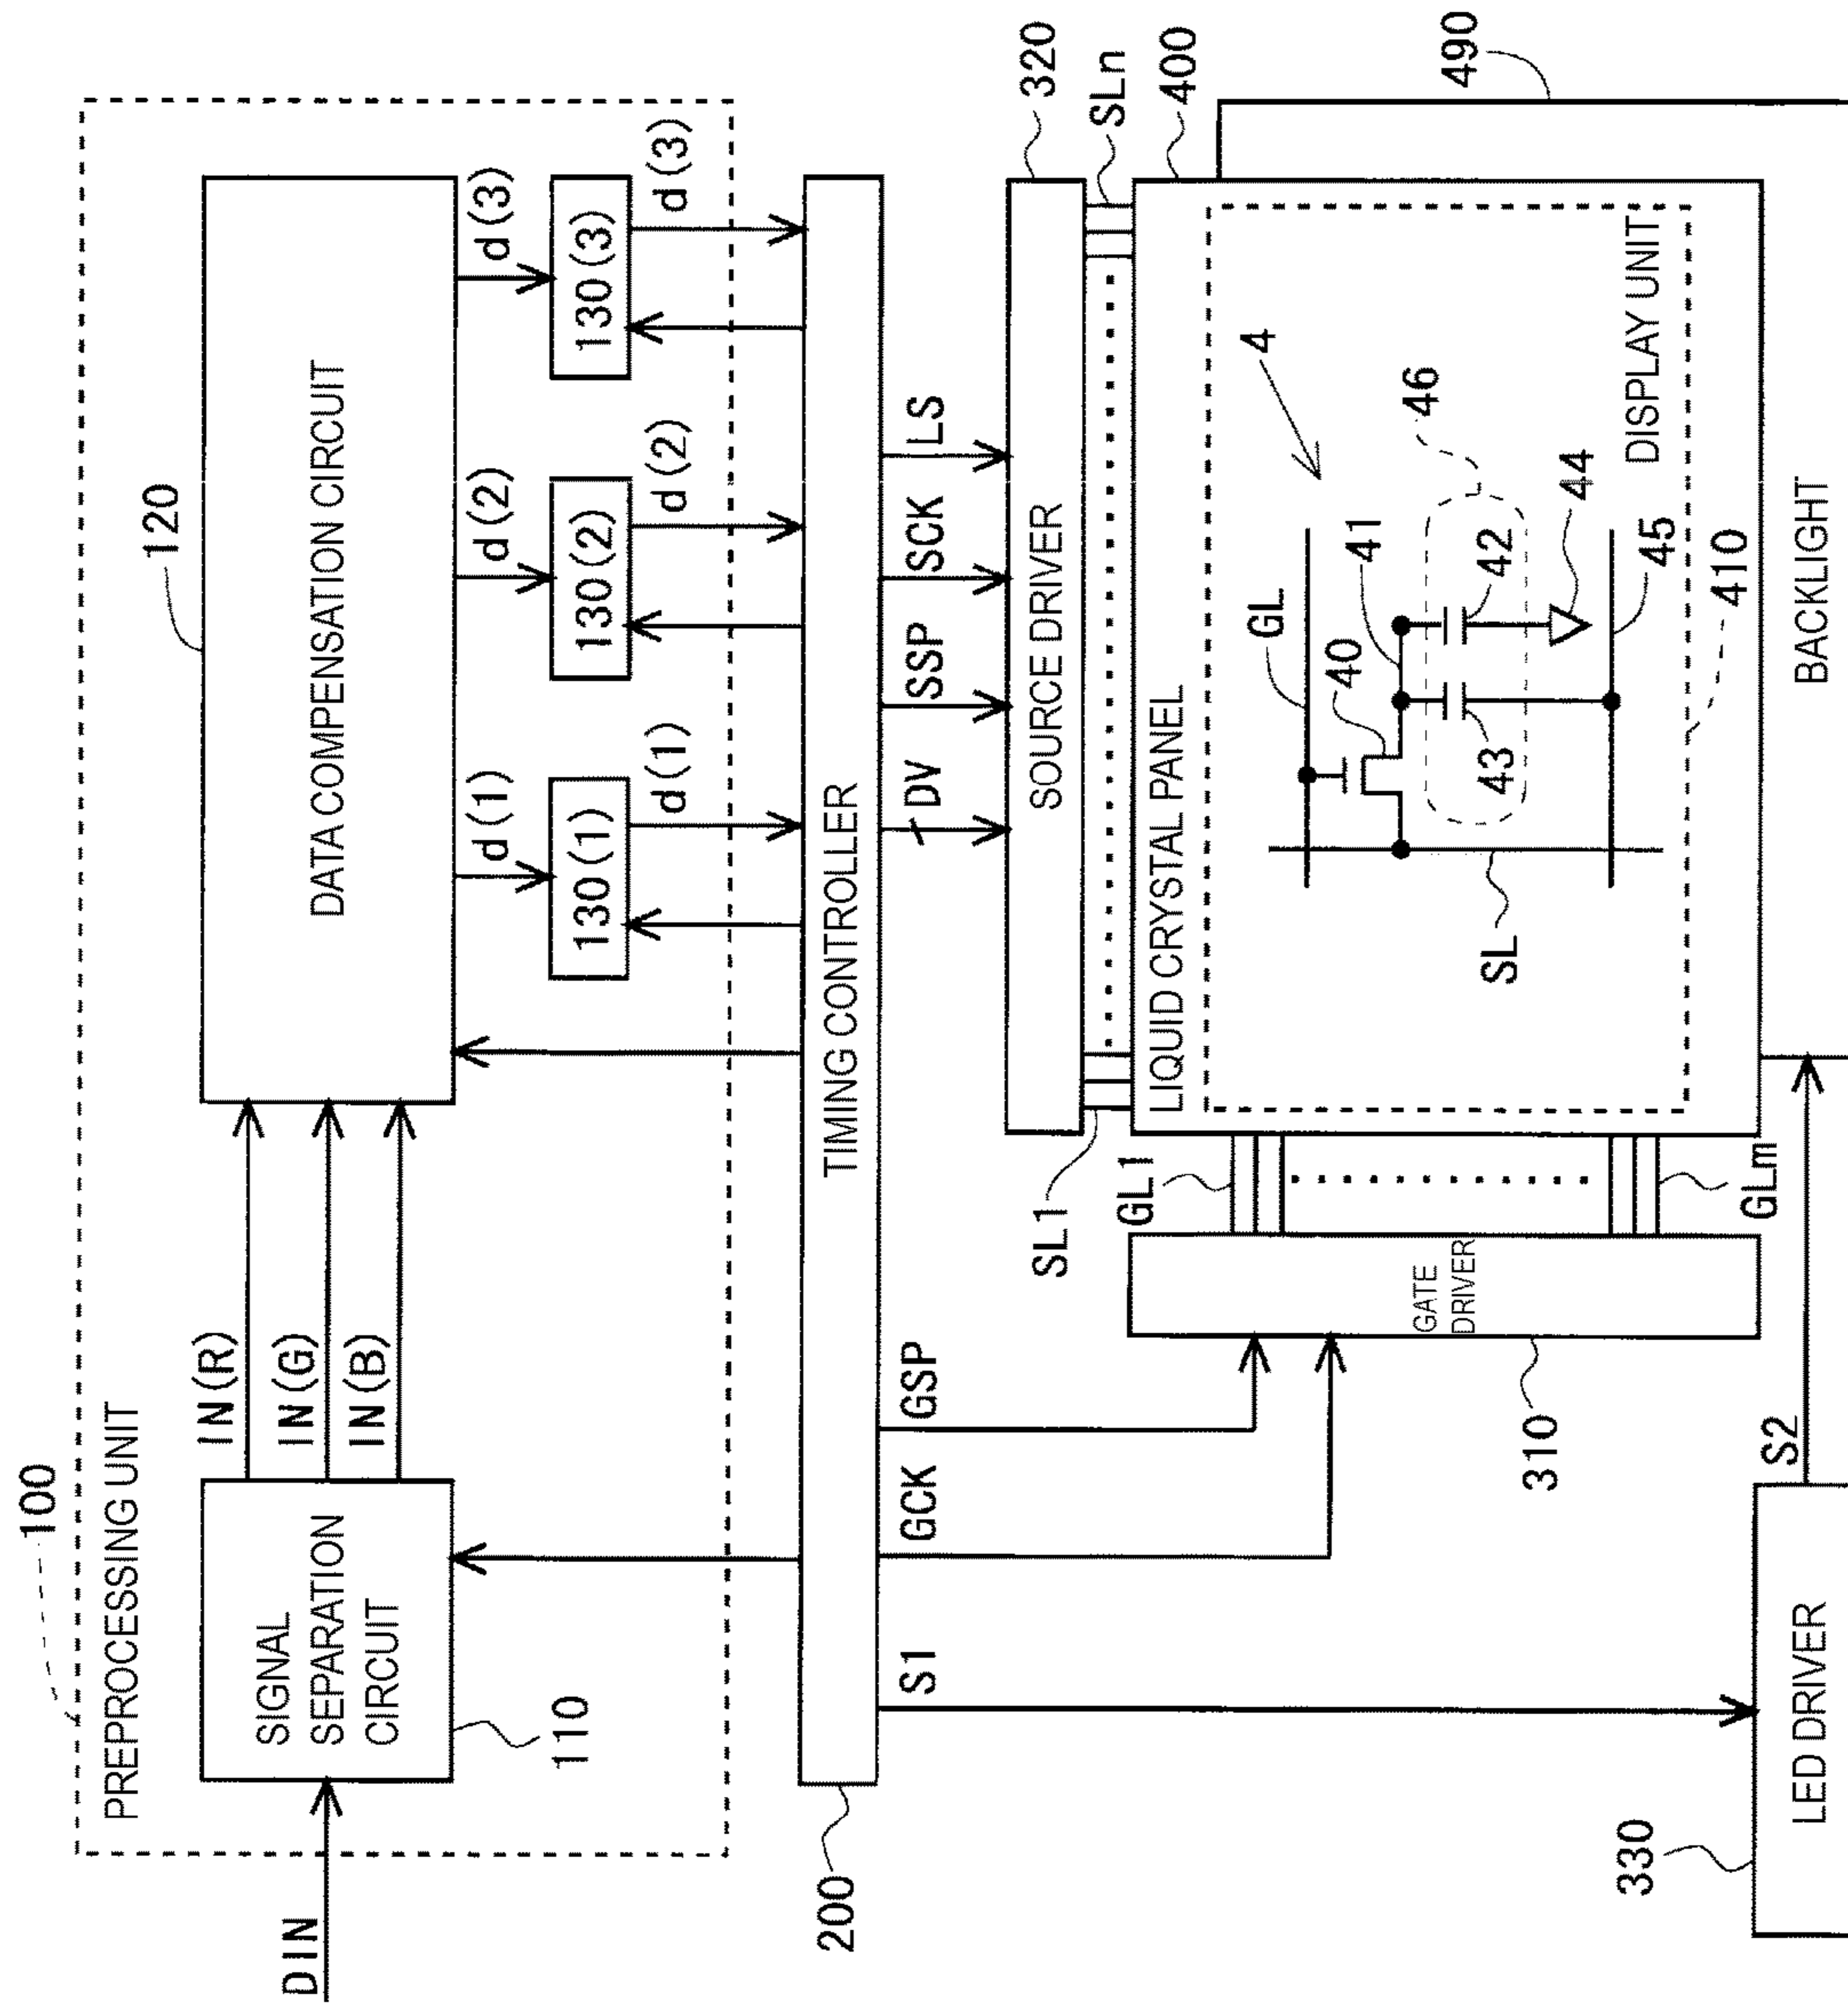 100
PREPROCESSING UNIT
120
DIN
SIGNAL
SEPARATION
CIRCUIT
110
IN(R)
IN(G)
IN(B)
DATA COMPENSATION CIRCUIT
d(1)
d(2)
d(3)
130(1)
130(2)
130(3)
d(1)
d(2)
d(3)
200
TIMING CONTROLLER
S1
GCK
GSP
DV
SSP
SCK
LS
SOURCE DRIVER
320
SL1
SLn
400
LIQUID CRYSTAL PANEL
GL1
GLm
GATE
DRIVER
310
GL
4
40
41
46
43
42
44
SL
45
DISPLAY UNIT
410
490
330
LED DRIVER
S2
BACKLIGHT